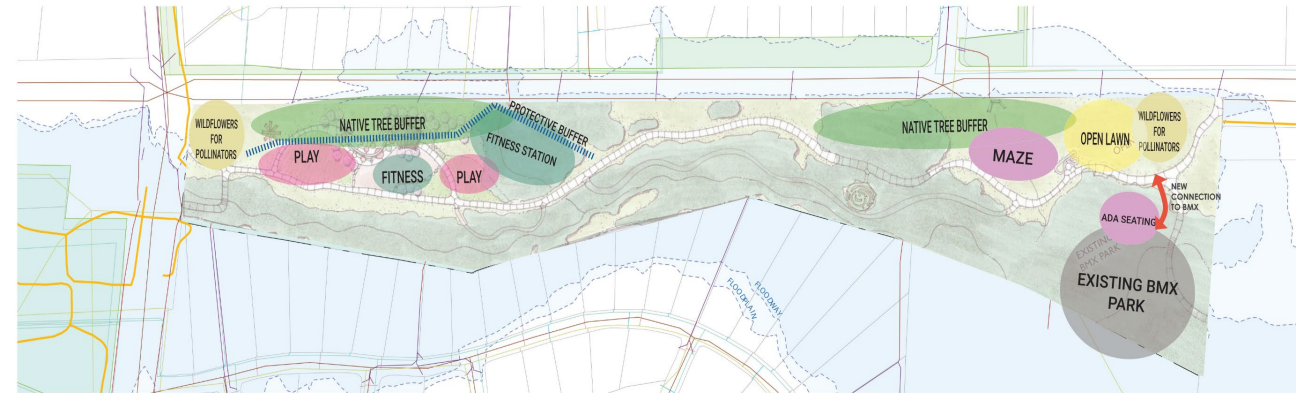 WILDFLOWERS
FOR
POLLINATORS
NATIVE TREE BUFFER
PROTECTIVE BUFFER
PLAY
FITNESS
PLAY
FITNESS STATION
NATIVE TREE BUFFER
MAZE
OPEN LAWN
WILDFLOWERS
FOR
POLLINATORS
NEW
CONNECTION
TO BMX
ADA SEATING
EXISTING
BMX PARK
EXISTING BMX
PARK
FLOODPLAIN
FLOODWAY